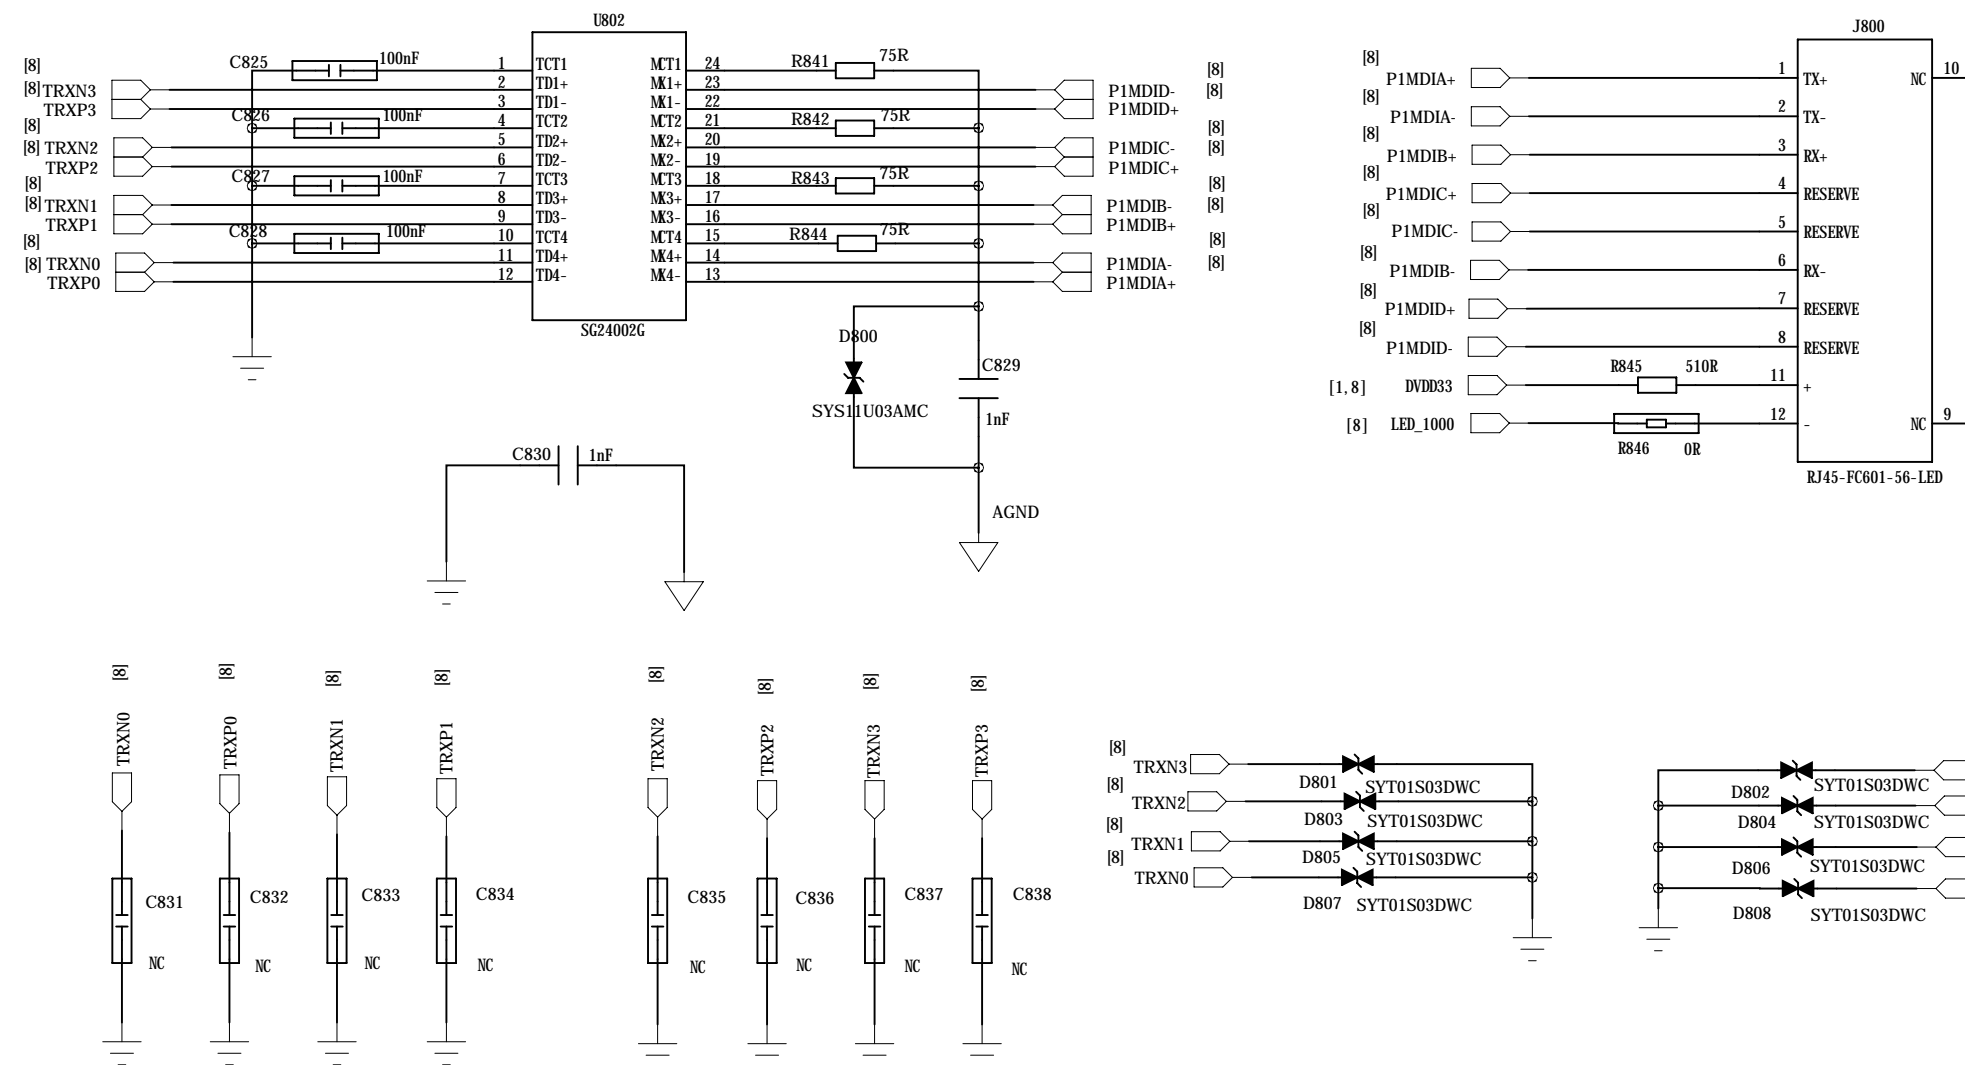 U802
C825
100nF
1
TCT1
MCT1
24
R841
75R
[8]
[8]
TRXN3
2
TD1+
MX1+
23
P1MDID-
[8]
[8]
TRXP3
3
TD1-
MX1-
22
P1MDID+
C826
100nF
4
TCT2
MCT2
21
R842
75R
[8]
[8]
[8]
TRXN2
5
TD2+
MX2+
20
P1MDIC-
[8]
TRXP2
6
TD2-
MX2-
19
P1MDIC+
C827
100nF
7
TCT3
MCT3
18
R843
75R
[8]
[8]
[8]
TRXN1
8
TD3+
MX3+
17
P1MDIB-
[8]
TRXP1
9
TD3-
MX3-
16
P1MDIB+
C828
100nF
10
TCT4
MCT4
15
R844
75R
[8]
[8]
[8]
TRXN0
11
TD4+
MX4+
14
P1MDIA-
[8]
TRXP0
12
TD4-
MX4-
13
P1MDIA+
SG24002G
D800
SYS11U03AMC
C829
1nF
AGND
C830
1nF
J800
[8]
P1MDIA+
1
TX+
NC
10
[8]
P1MDIA-
2
TX-
[8]
P1MDIB+
3
RX+
[8]
P1MDIC+
4
RESERVE
[8]
P1MDIC-
5
RESERVE
[8]
P1MDIB-
6
RX-
[8]
P1MDID+
7
RESERVE
[8]
P1MDID-
8
RESERVE
R845
510R
[1,8]
DVDD33
11
+
[8]
LED_1000
12
-
NC
9
R846
0R
RJ45-FC601-56-LED
[8]
TRXN0
C831
NC
[8]
TRXP0
C832
NC
[8]
TRXN1
C833
NC
[8]
TRXP1
C834
NC
[8]
TRXN2
C835
NC
[8]
TRXP2
C836
NC
[8]
TRXN3
C837
NC
[8]
TRXP3
C838
NC
[8]
TRXN3
D801
SYT01S03DWC
[8]
TRXN2
D803
SYT01S03DWC
[8]
TRXN1
D805
SYT01S03DWC
[8]
TRXN0
D807
SYT01S03DWC
D802
SYT01S03DWC
D804
SYT01S03DWC
D806
SYT01S03DWC
D808
SYT01S03DWC